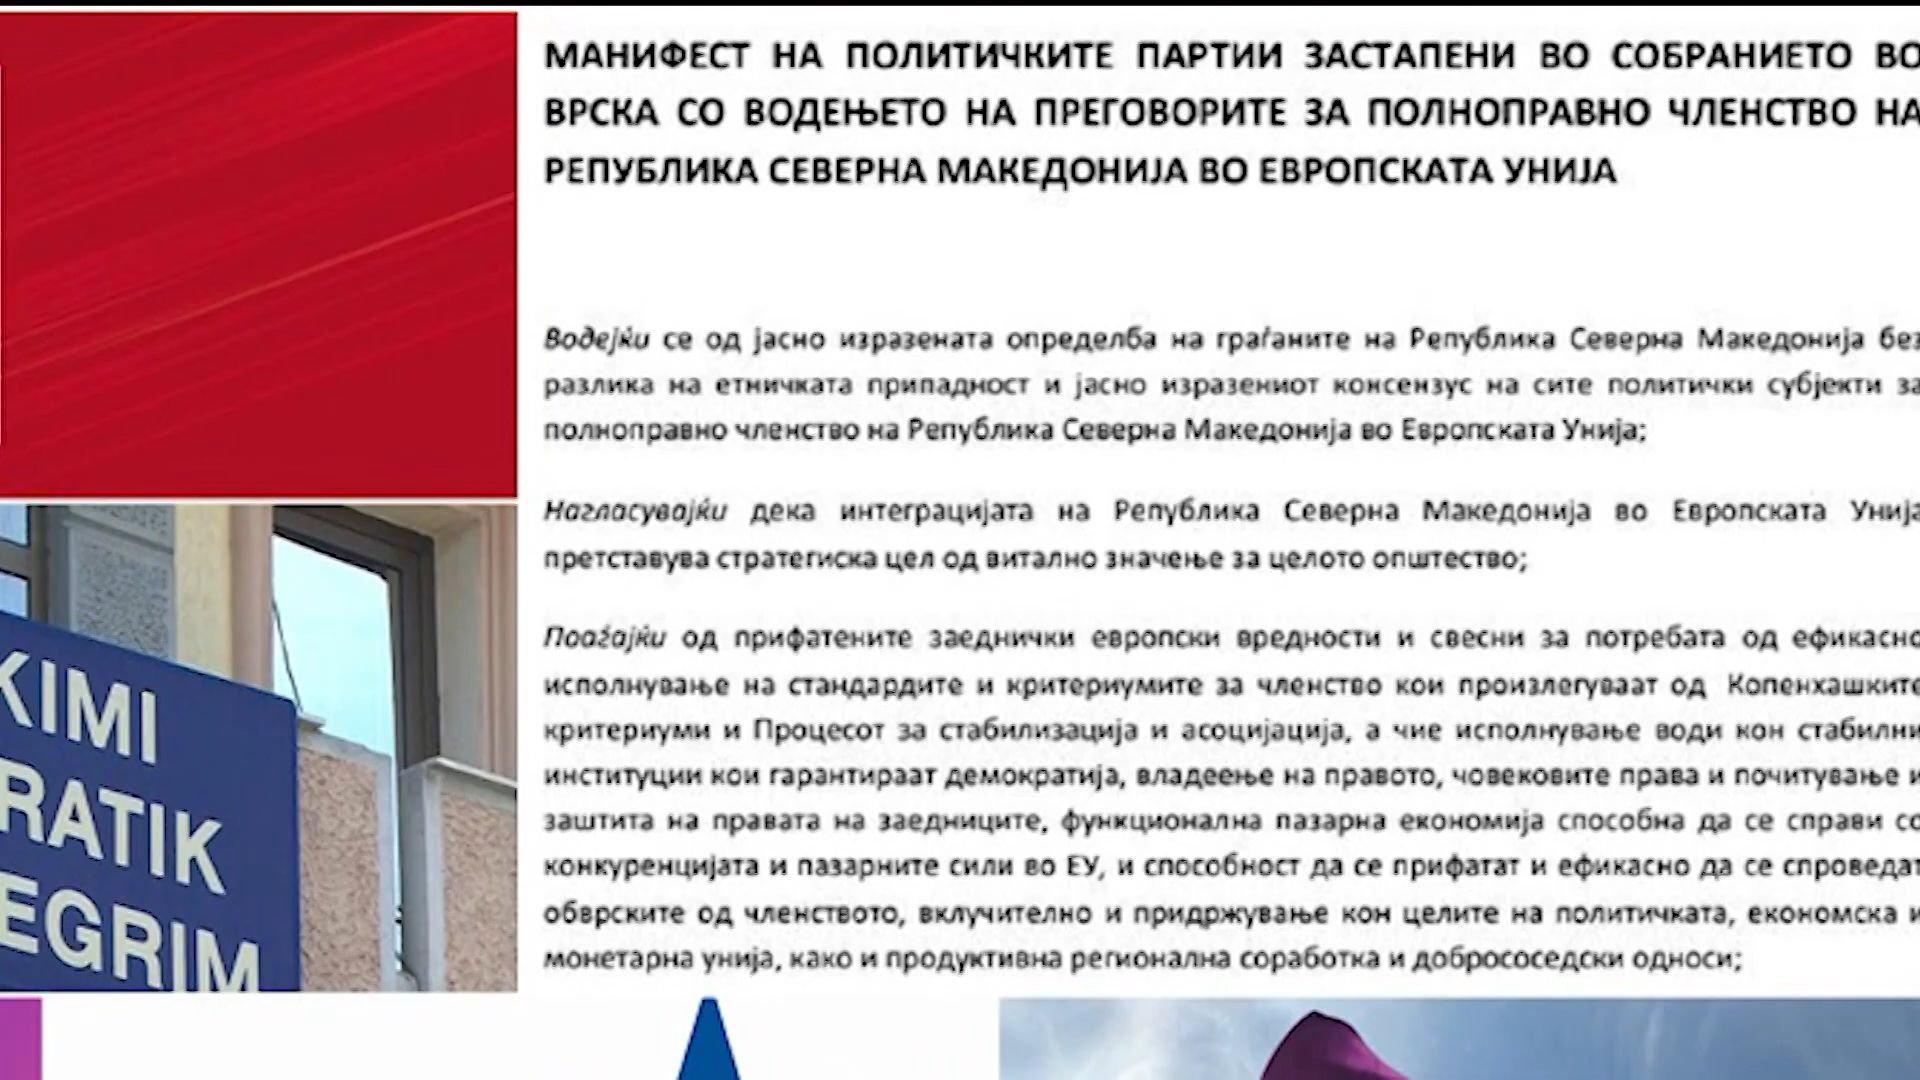 МАНИФЕСТ НА ПОЛИТИЧКИТЕ ПАРТИИ ЗАСТАПЕНИ ВО СОБРАНИЕТО ВО
ВРСКА СО ВОДЕЊЕТО НА ПРЕГОВОРИТЕ ЗА ПОЛНОПРАВНО ЧЛЕНСТВО НА
РЕПУБЛИКА СЕВЕРНА МАКЕДОНИЈА ВО ЕВРОПСКАТА УНИЈА
Водејќи се од јасно изразената определба на граѓаните на Република Северна Македонија без
разлика на етничката припадност и јасно изразениот консензус на сите политички субјекти за
полноправно членство на Република Северна Македонија во Европската Унија;
Нагласувајќи дека интеграцијата на Република Северна Македонија во Европската Унија
претставува стратегиска цел од витално значење за целото општество;
Поаѓајќи од прифатените заеднички европски вредности и свесни за потребата од ефикасно
исполнување на стандардите и критериумите за членство кои произлегуваат од Копенхашките
критериуми и Процесот за стабилизација и асоцијација, а чие исполнување води кон стабилни
институции кои гарантираат демократија, владеење на правото, човековите права и почитување и
заштита на правата на заедниците, функционална пазарна економија способна да се справи со
конкуренцијата и пазарните сили во ЕУ, и способност да се прифатат и ефикасно да се спроведат
обврските од членството, вклучително и придржување кон целите на политичката, економска и
монетарна унија, како и продуктивна регионална соработка и добрососедски односи;
KIMI
RATIK
EGRIM